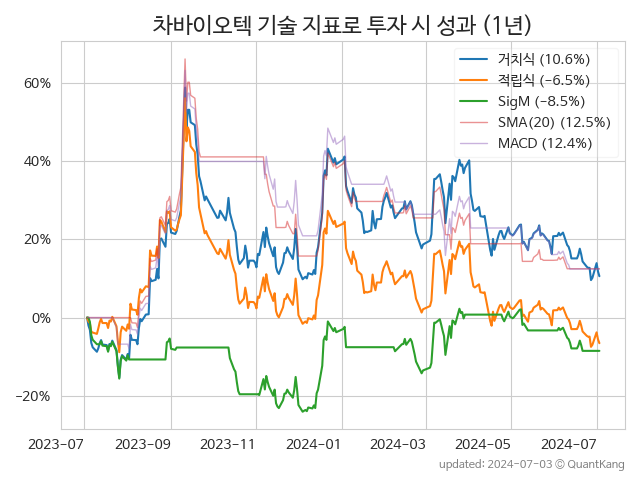 차바이오텍 기술 지표로 투자 시 성과 (1년)
거치식 (10.6%)
적립식 (−6.5%)
SigM (−8.5%)
SMA(20) (12.5%)
MACD (12.4%)
60%
40%
20%
0%
−20%
2023-07
2023-09
2023-11
2024-01
2024-03
2024-05
2024-07
updated: 2024-07-03 ⓒ QuantKang